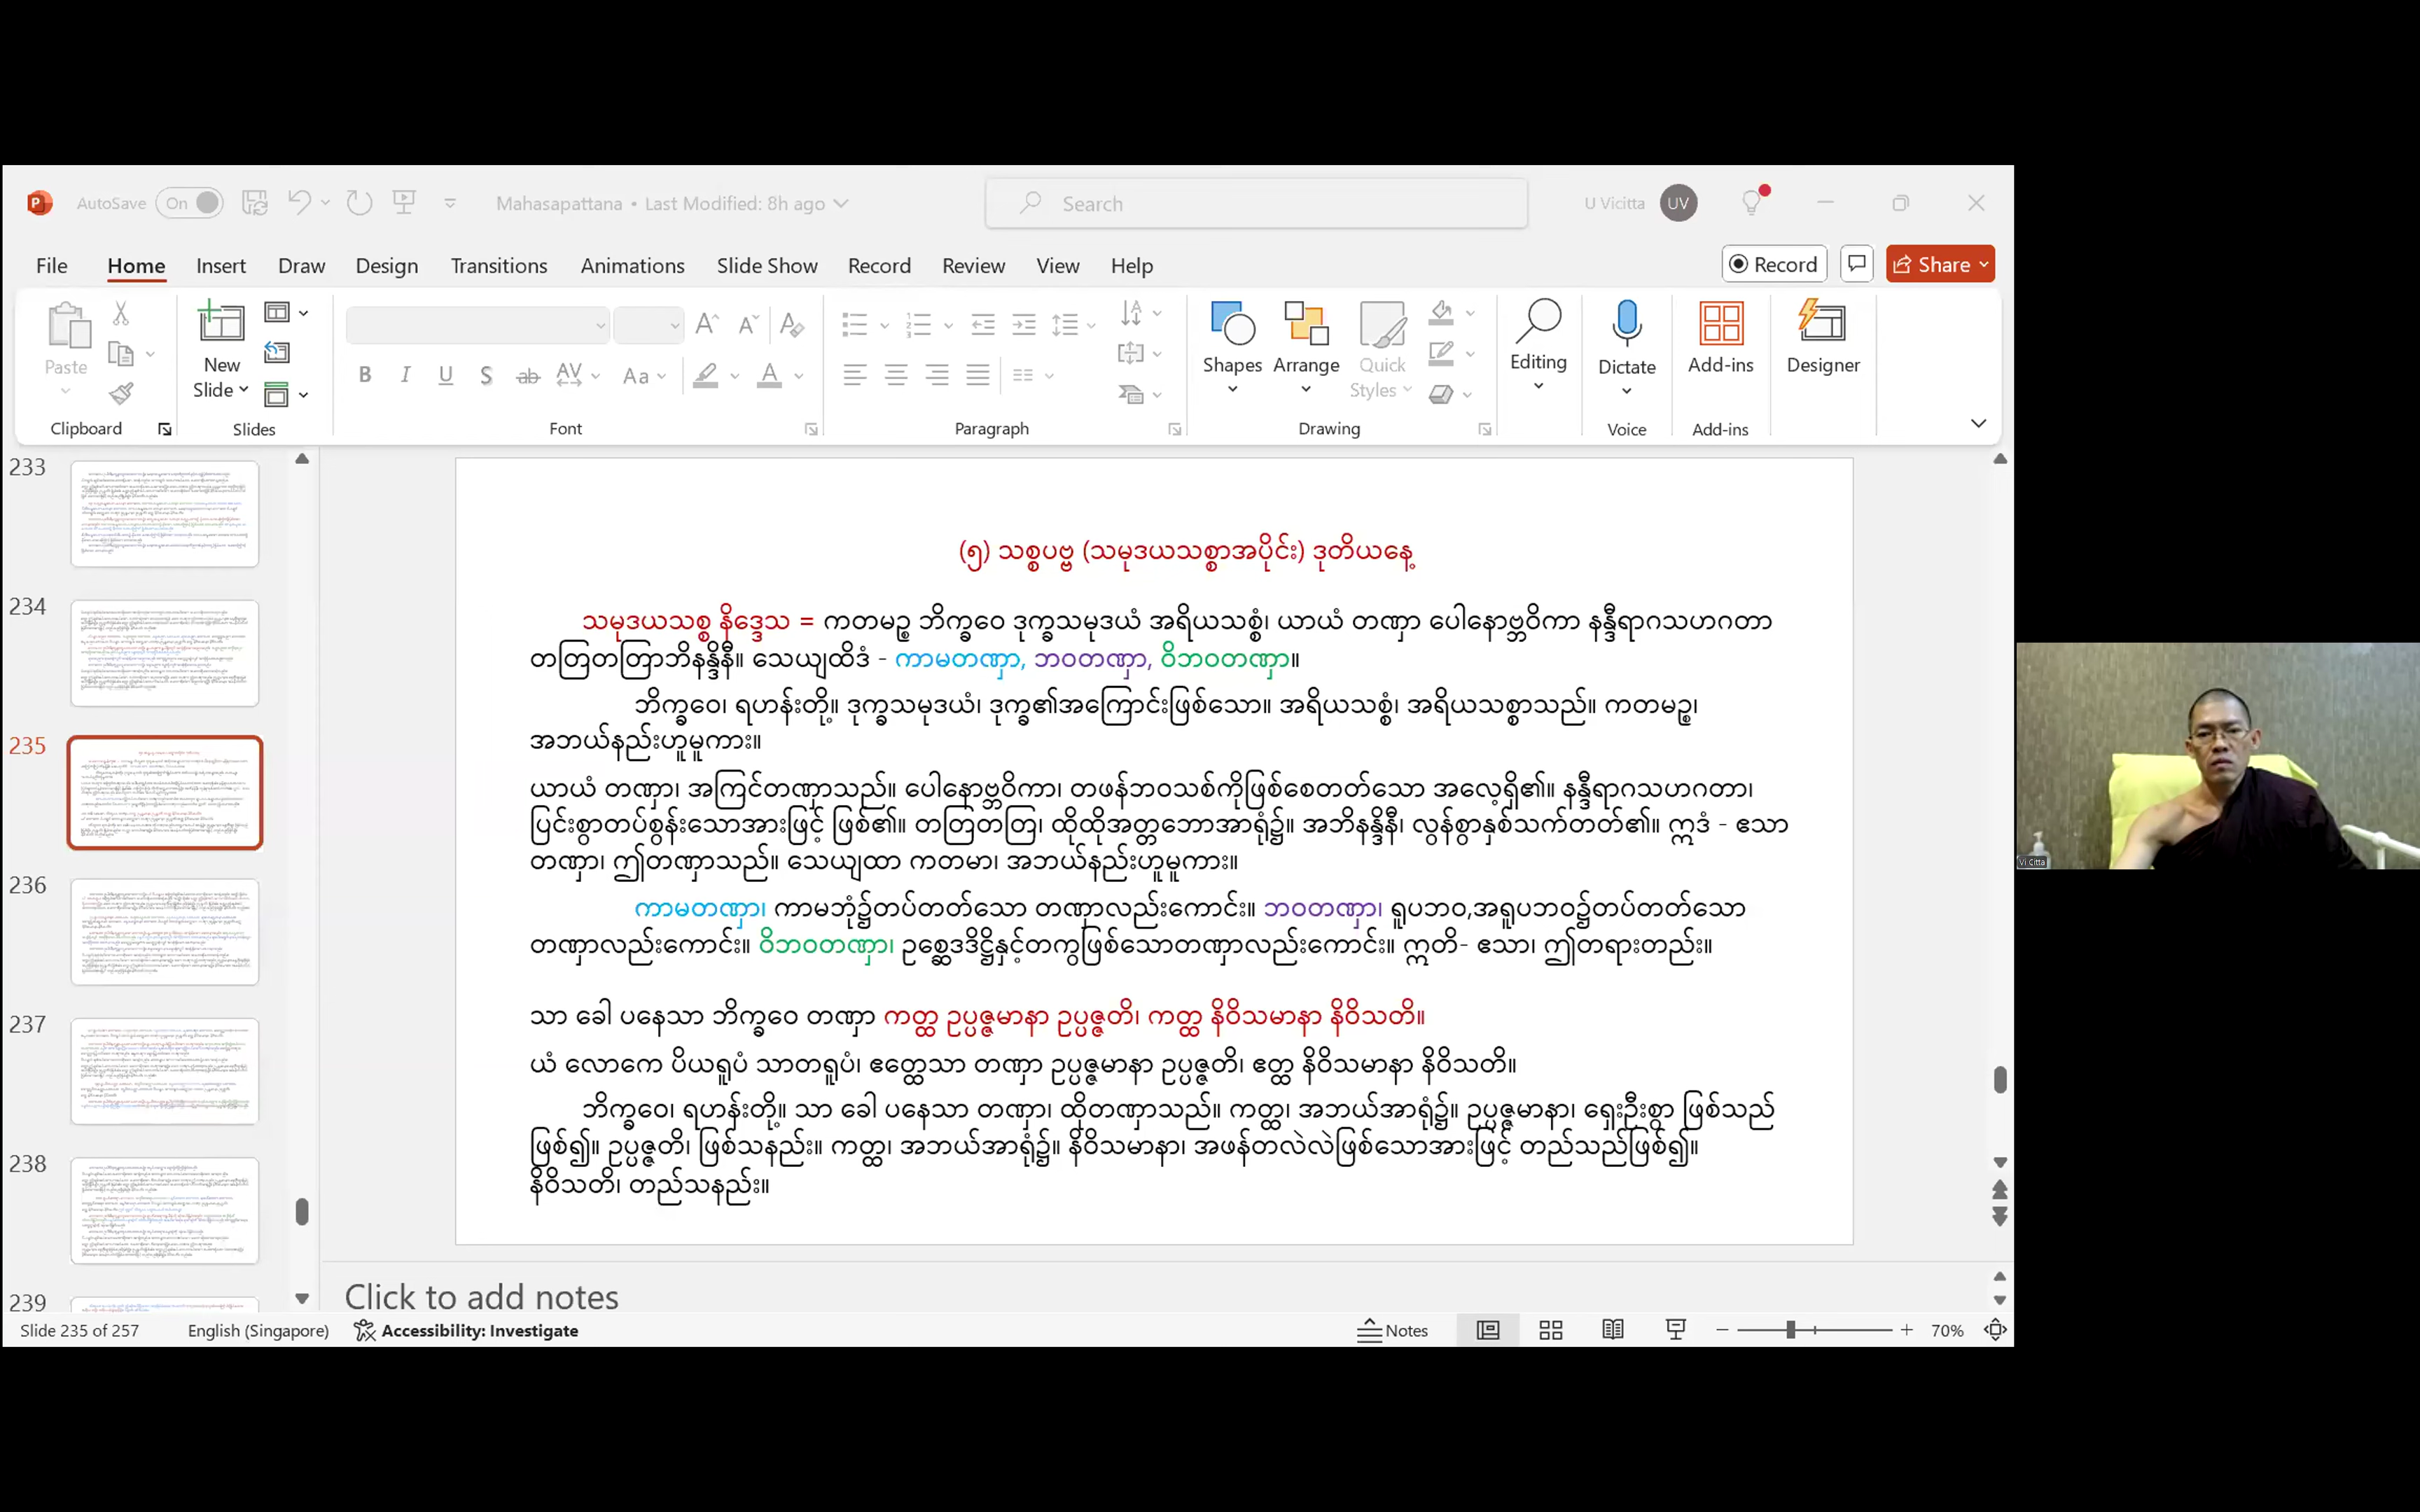 AutoSave On Mahasapattana • Last Modified: 8h ago Search U Vicitta UV
File Home Insert Draw Design Transitions Animations Slide Show Record Review View Help Record Share
Paste New Slide Shapes Arrange Quick Styles Editing Dictate Add-ins Designer
Clipboard Slides Font Paragraph Drawing Voice Add-ins
233
234
235
236
237
238
239
(၅) သစ္စပဗ္ဗ (သမုဒယသစ္စာအပိုင်း) ဒုတိယနေ့
သမုဒယသစ္စ နိဒ္ဒေသ = ကတမဉ္စ ဘိက္ခဝေ ဒုက္ခသမုဒယံ အရိယသစ္စံ၊ ယာယံ တဏှာ ပေါနောဗ္ဘဝိကာ နန္ဒီရာဂသဟဂတာ
တတြတတြာဘိနန္ဒိနီ။ သေယျထိဒံ - ကာမတဏှာ, ဘဝတဏှာ, ဝိဘဝတဏှာ။
ဘိက္ခဝေ၊ ရဟန်းတို့။ ဒုက္ခသမုဒယံ၊ ဒုက္ခ၏အကြောင်းဖြစ်သော။ အရိယသစ္စံ၊ အရိယသစ္စာသည်။ ကတမဉ္စ၊
အဘယ်နည်းဟူမူကား။
ယာယံ တဏှာ၊ အကြင်တဏှာသည်။ ပေါနောဗ္ဘဝိကာ၊ တဖန်ဘဝသစ်ကိုဖြစ်စေတတ်သော အလေ့ရှိ၏။ နန္ဒီရာဂသဟဂတာ၊
ပြင်းစွာတပ်စွန်းသောအားဖြင့် ဖြစ်၏။ တတြတတြ၊ ထိုထိုအတ္တဘောအာရုံ၌။ အဘိနန္ဒိနီ၊ လွန်စွာနှစ်သက်တတ်၏။ ဣဒံ - ဧသာ
တဏှာ၊ ဤတဏှာသည်။ သေယျထာ ကတမာ၊ အဘယ်နည်းဟူမူကား။
ကာမတဏှာ၊ ကာမဘုံ၌တပ်တတ်သော တဏှာလည်းကောင်း။ ဘဝတဏှာ၊ ရူပဘဝ,အရူပဘဝ၌တပ်တတ်သော
တဏှာလည်းကောင်း။ ဝိဘဝတဏှာ၊ ဥစ္ဆေဒဒိဋ္ဌိနှင့်တကွဖြစ်သောတဏှာလည်းကောင်း။ ဣတိ- ဧသာ၊ ဤတရားတည်း။
သာ ခေါ ပနေသာ ဘိက္ခဝေ တဏှာ ကတ္ထ ဥပ္ပဇ္ဇမာနာ ဥပ္ပဇ္ဇတိ၊ ကတ္ထ နိဝိသမာနာ နိဝိသတိ။
ယံ လောကေ ပိယရူပံ သာတရူပံ၊ ဧတ္ထေသာ တဏှာ ဥပ္ပဇ္ဇမာနာ ဥပ္ပဇ္ဇတိ၊ ဧတ္ထ နိဝိသမာနာ နိဝိသတိ။
ဘိက္ခဝေ၊ ရဟန်းတို့။ သာ ခေါ ပနေသာ တဏှာ၊ ထိုတဏှာသည်။ ကတ္ထ၊ အဘယ်အာရုံ၌။ ဥပ္ပဇ္ဇမာနာ၊ ရှေးဦးစွာ ဖြစ်သည်
ဖြစ်၍။ ဥပ္ပဇ္ဇတိ၊ ဖြစ်သနည်း။ ကတ္ထ၊ အဘယ်အာရုံ၌။ နိဝိသမာနာ၊ အဖန်တလဲလဲဖြစ်သောအားဖြင့် တည်သည်ဖြစ်၍။
နိဝိသတိ၊ တည်သနည်း။
Vi Citta
Click to add notes
Slide 235 of 257 English (Singapore) Accessibility: Investigate Notes 70%